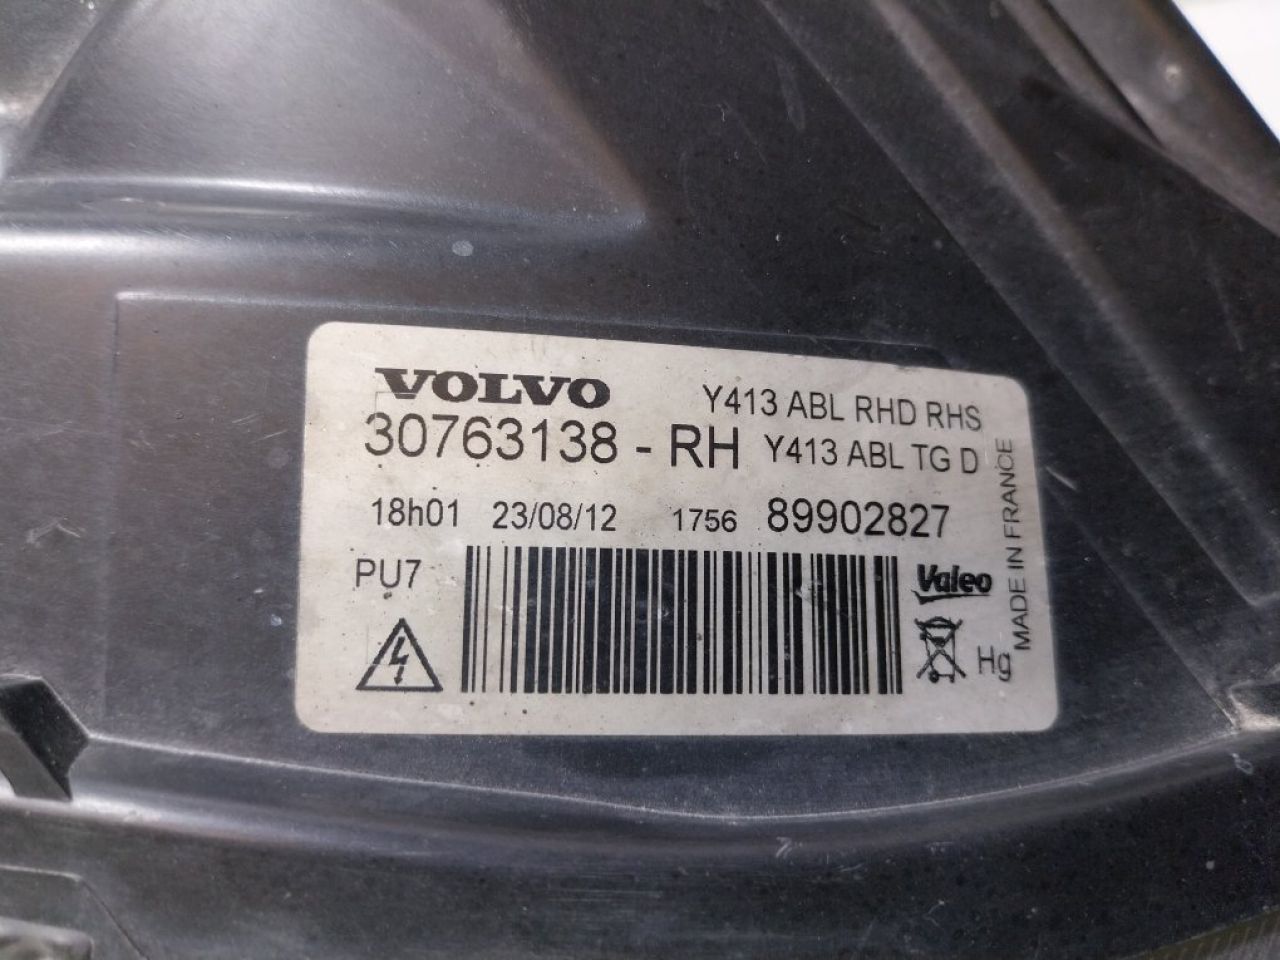 VOLVO Y413 ABL RHD RHS
30763138 - RH Y413 ABL TG D
18h01 23/08/12 1756 89902827
PU7
Valeo
Hg
MADE IN FRANCE